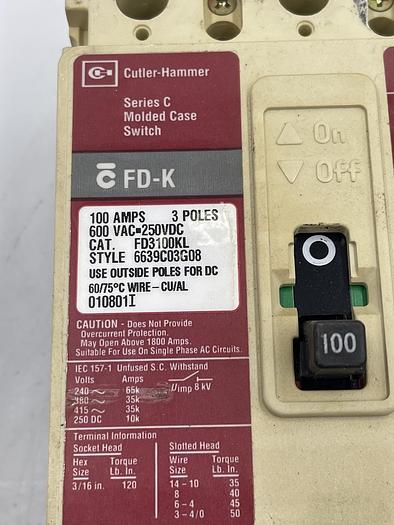 Cutler-Hammer
Series C
Molded Case
Switch
FD-K
100 AMPS 3 POLES
600 VAC=250VDC
CAT. FD3100KL
STYLE 6639C03G08
USE OUTSIDE POLES FOR DC
60/75°C WIRE-CU/AL
010801I
CAUTION - Does Not Provide
Overcurrent Protection.
May Open Above 1800 Amps.
Suitable For Use On Single Phase AC Circuits.
IEC 157-1 Unfused S.C. Withstand
Volts Amps
240 ~ 65k
380 ~ 35k
415 ~ 35k
250 DC 10k
Uimp 8 kV
Terminal Information
Socket Head
Hex Torque
Size Lb. In.
3/16 in. 120
Slotted Head
Wire Torque
Size Lb. In.
14 - 10 35
8 40
6 - 4 45
3 - 4/0 50
On
Off
O
100